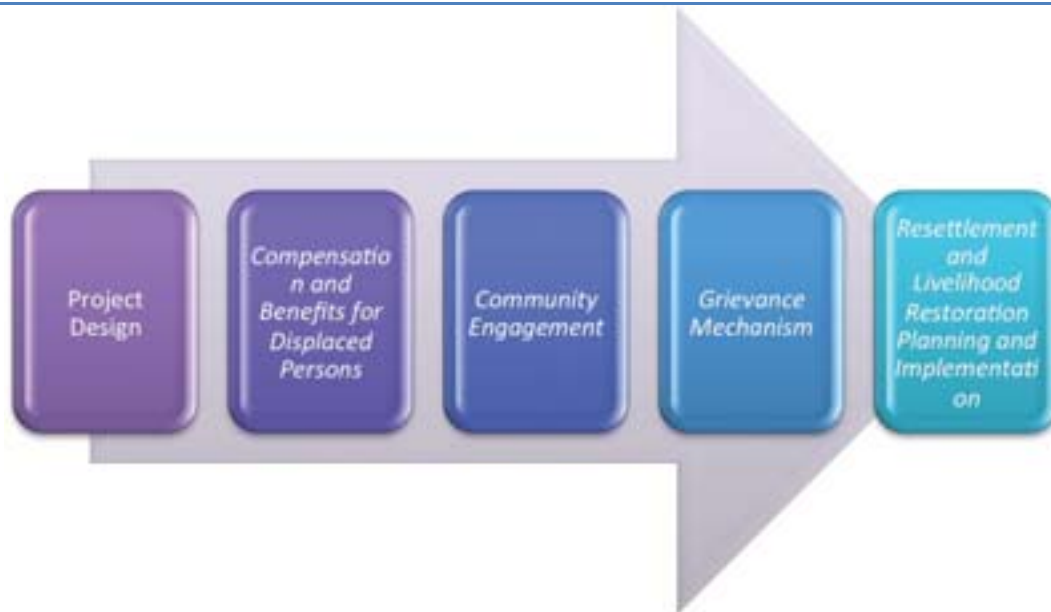 Project
Design
Compensatio
n and
Benefits for
Displaced
Persons
Community
Engagement
Grievance
Mechanism
Resettlement
and
Livelihood
Restoration
Planning and
Implementati
on